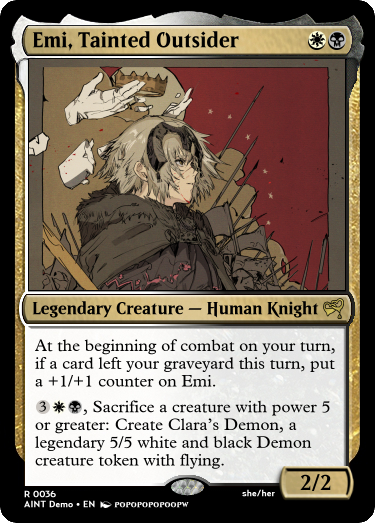 Emi, Tainted Outsider
Legendary Creature — Human Knight
At the beginning of combat on your turn,
if a card left your graveyard this turn, put
a +1/+1 counter on Emi.
3, Sacrifice a creature with power 5
or greater: Create Clara's Demon, a
legendary 5/5 white and black Demon
creature token with flying.
2/2
R 0036
she/her
AINT Demo • EN POPOPOPOPOOPW